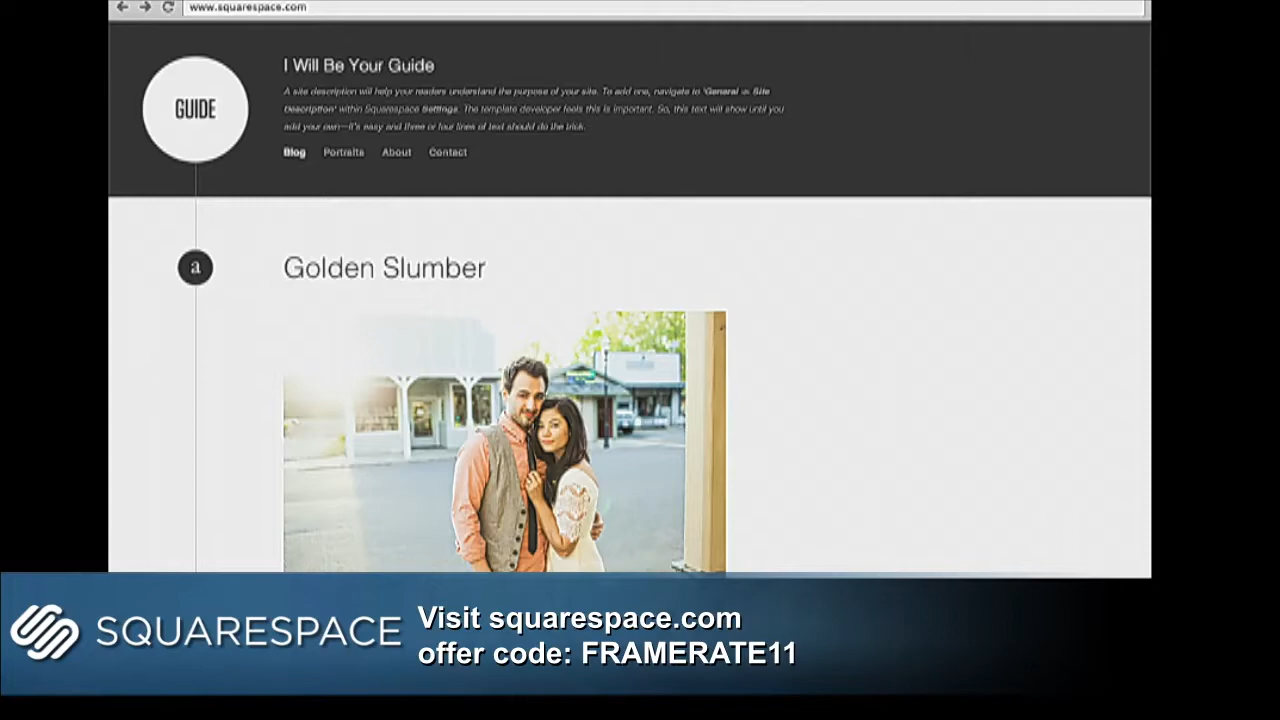 www.squarespace.com
I Will Be Your Guide
GUIDE
A site description will help your readers understand the purpose of your site. To add one, navigate to 'General → Site
Description' within Squarespace Settings. The template developer feels this is important. So, this text will show until you
add your own—it's easy and three or four lines of text should do the trick.
Blog Portraits About Contact
a
Golden Slumber
SQUARESPACE
Visit squarespace.com
offer code: FRAMERATE11